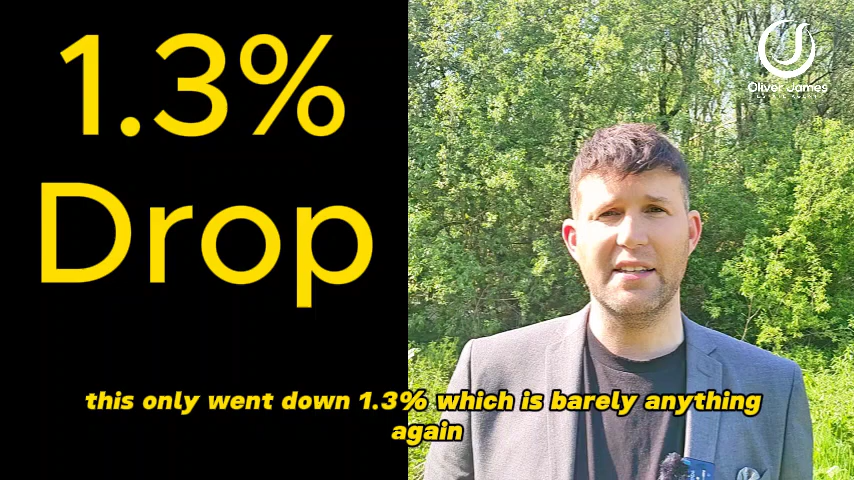 1.3%
Drop
Oliver James
this only went down 1.3% which is barely anything
again